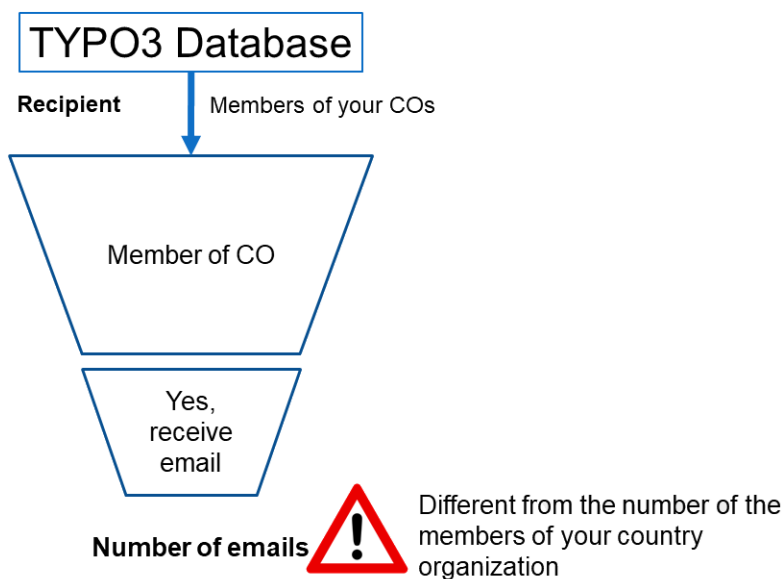 TYPO3 Database
Recipient
Members of your COs
Member of CO
Yes,
receive
email
Number of emails
Different from the number of the
members of your country
organization